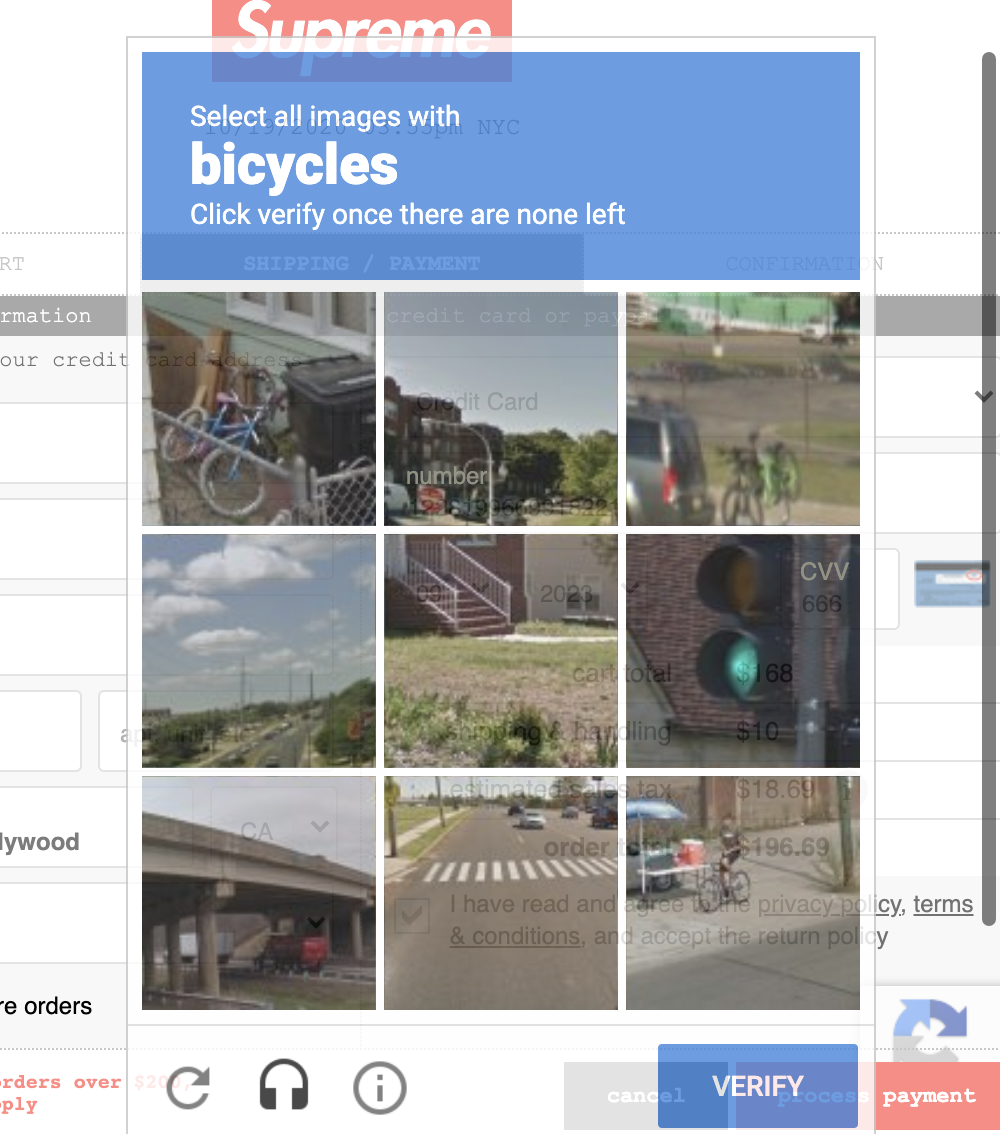 Supreme
Select all images with
10/19/2020 03:53pm NYC
bicycles
Click verify once there are none left
RT
SHIPPING / PAYMENT
CONFIRMATION
rmation
credit card or payp
our credit card address
Credit Card
number
09
2023
CVV
666
cart total
$168
shipping & handling
$10
apt, unit, etc
estimated sales tax
$18.69
CA
lywood
order total
$196.69
I have read and agree to the privacy policy, terms
& conditions, and accept the return policy
re orders
orders over $200,
pply
cancel
VERIFY
process payment